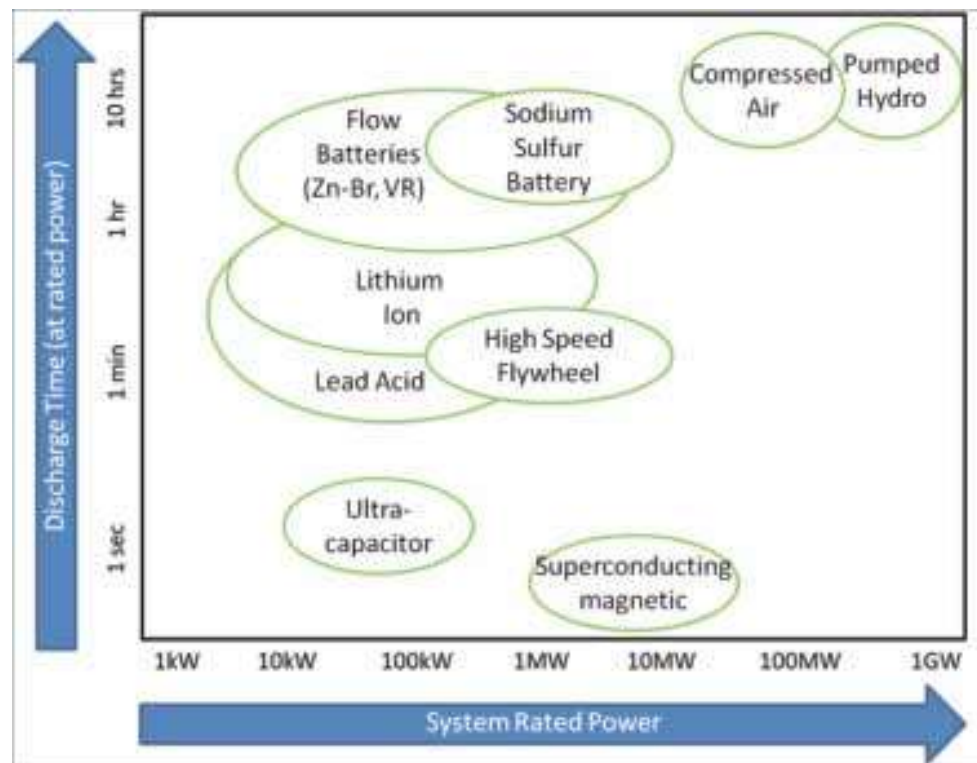 Discharge Time (at rated power)
10 hrs
1 hr
1 min
1 sec
Flow
Batteries
(Zn-Br, VR)
Sodium
Sulfur
Battery
Compressed
Air
Pumped
Hydro
Lithium
Ion
High Speed
Flywheel
Lead Acid
Ultra-
capacitor
Superconducting
magnetic
1kW 10kW 100kW 1MW 10MW 100MW 1GW
System Rated Power